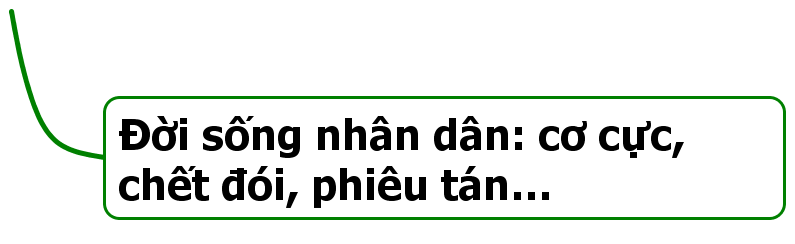 Đời sống nhân dân: cơ cực,
chết đói, phiêu tán...